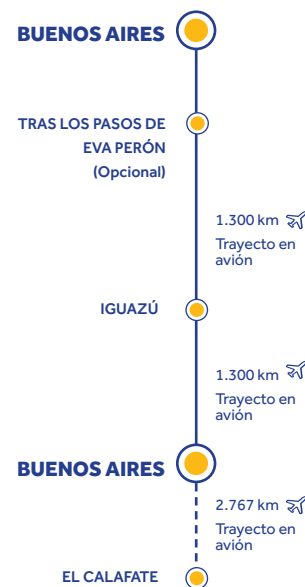 BUENOS AIRES
TRAS LOS PASOS DE
EVA PERÓN
(Opcional)
1.300 km
Trayecto en
avión
IGUAZÚ
1.300 km
Trayecto en
avión
BUENOS AIRES
2.767 km
Trayecto en
avión
EL CALAFATE